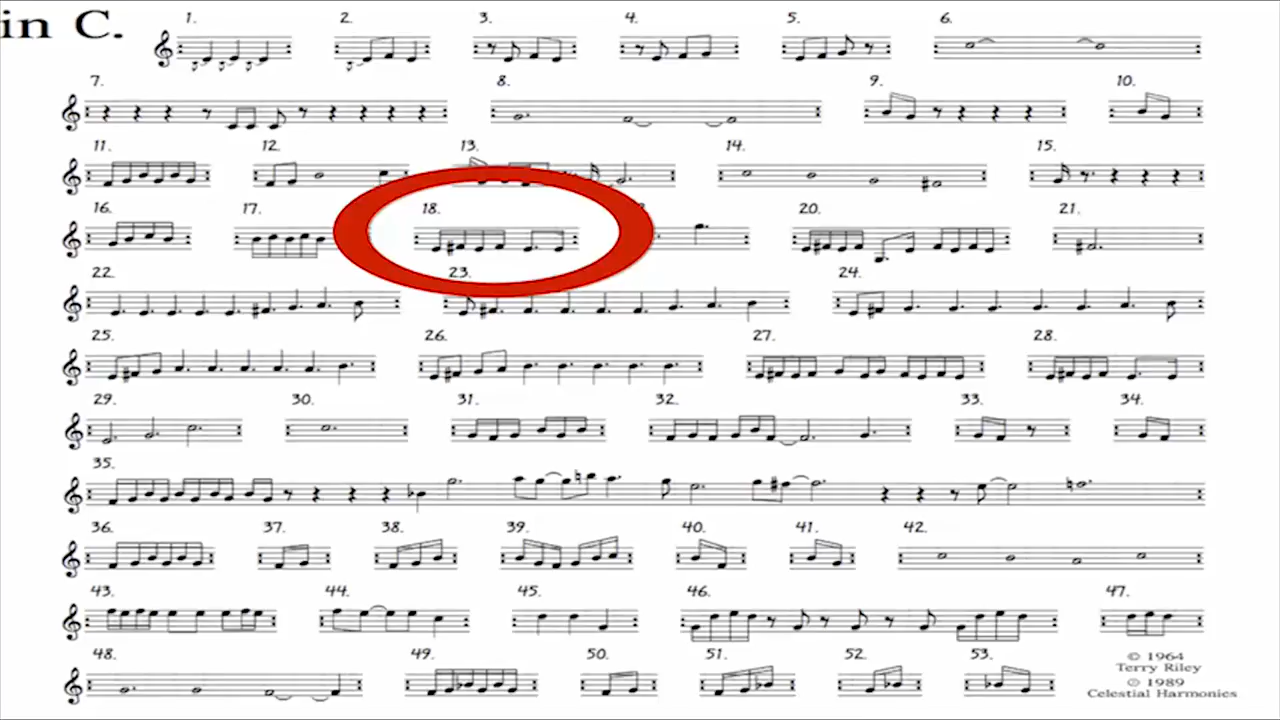 in C.
1. 2. 3. 4. 5. 6.
7. 8. 9. 10.
11. 12. 13. 14. 15.
16. 17. 18. 20. 21.
22. 23. 24.
25. 26. 27. 28.
29. 30. 31. 32. 33. 34.
35.
36. 37. 38. 39. 40. 41. 42.
43. 44. 45. 46. 47.
48. 49. 50. 51. 52. 53.
© 1964
Terry Riley
℗ 1989
Celestial Harmonics